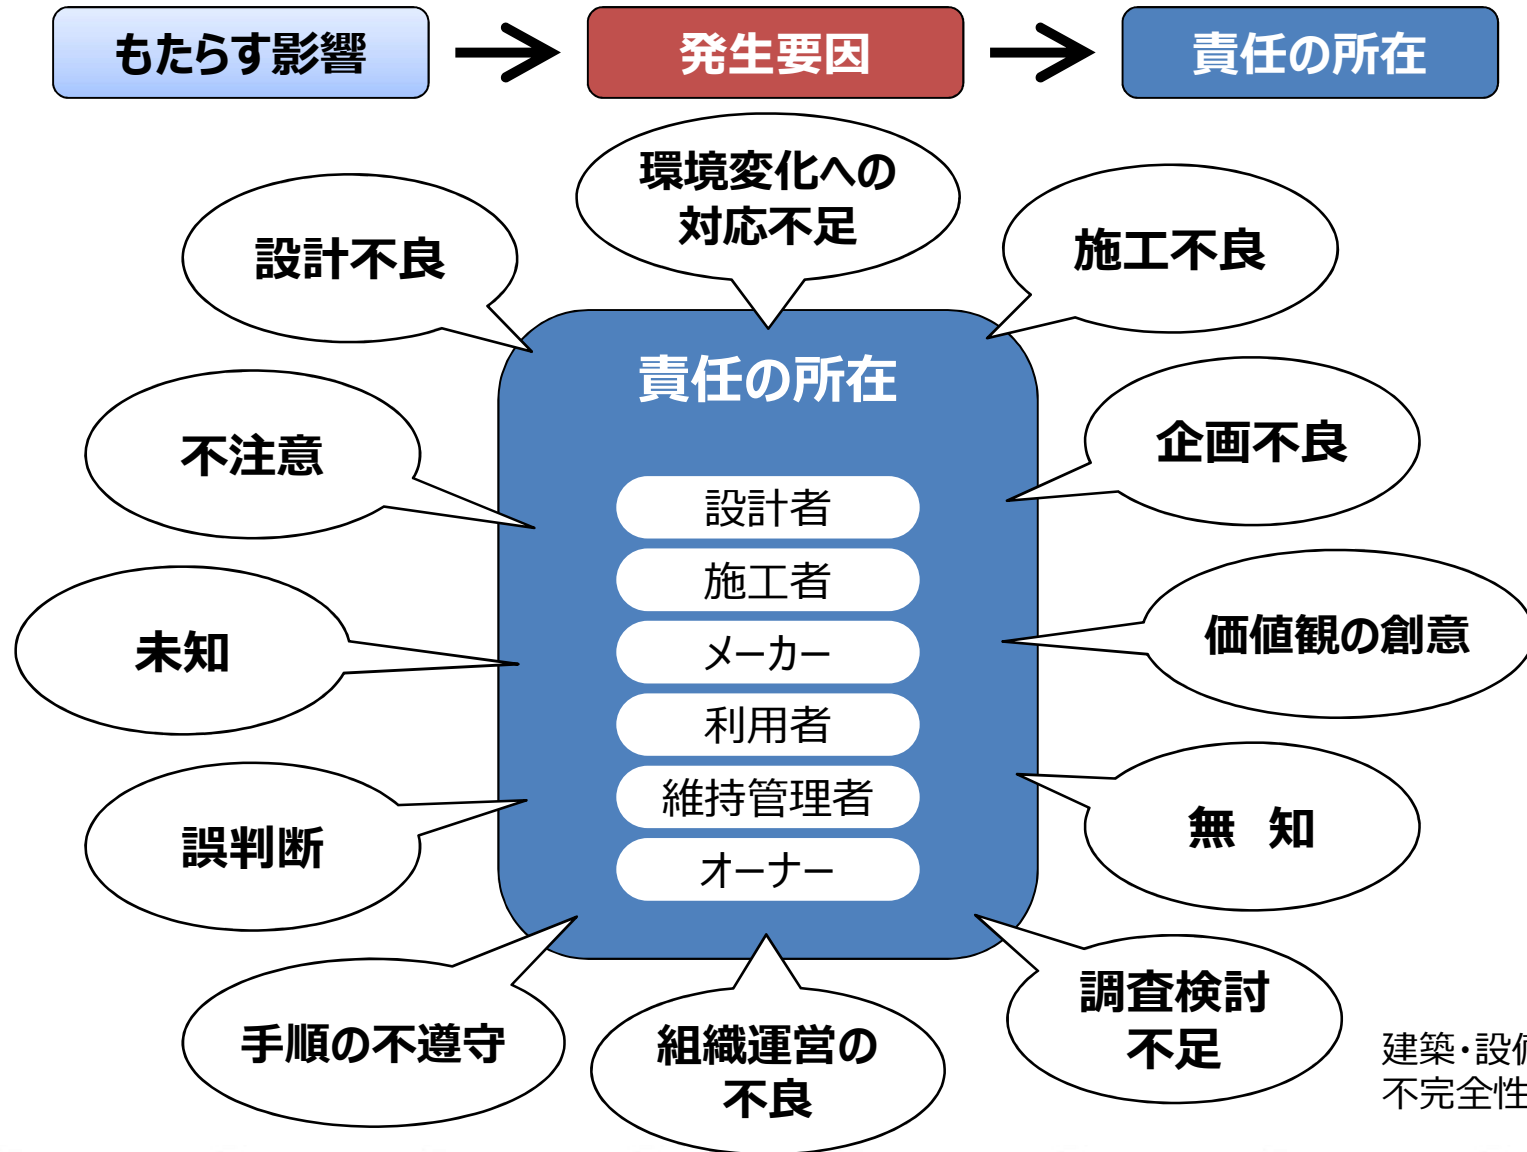 もたらす影響
発生要因
責任の所在
環境変化への
対応不足
設計不良
施工不良
責任の所在
不注意
企画不良
設計者
施工者
メーカー
利用者
維持管理者
オーナー
未知
価値観の創意
誤判断
無 知
手順の不遵守
組織運営の
不良
調査検討
不足
建築・設備
不完全性